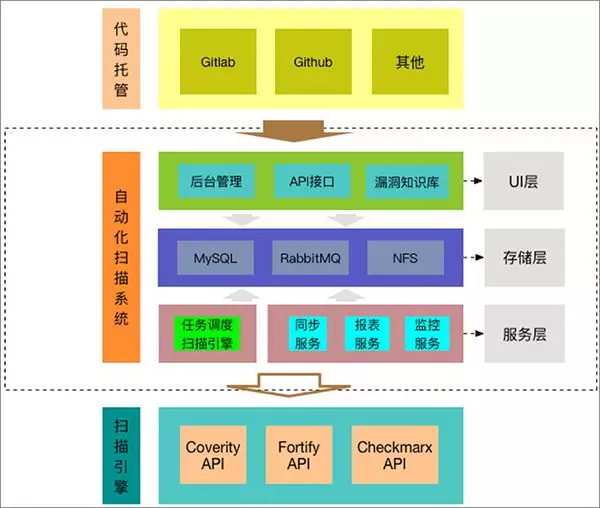 代码托管
Gitlab
Github
其他
自动化扫描系统
后台管理
API接口
漏洞知识库
UI层
MySQL
RabbitMQ
NFS
存储层
任务调度
扫描引擎
同步
服务
报表
服务
监控
服务
服务层
扫描引擎
Coverity
API
Fortify
API
Checkmarx
API